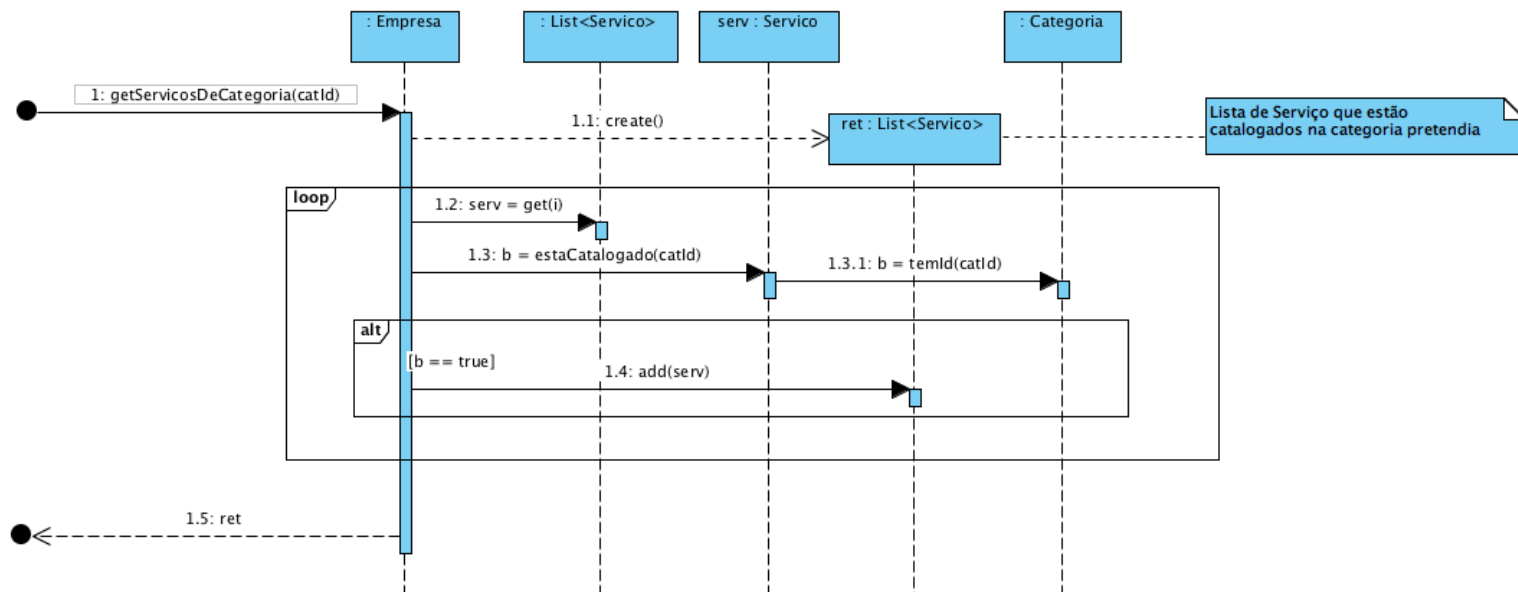 : Empresa
: List<Servico>
serv : Servico
: Categoria
1: getServicosDeCategoria(catId)
1.1: create()
ret : List<Servico>
Lista de Serviço que estão
catalogados na categoria pretendia
loop
1.2: serv = get(i)
1.3: b = estaCatalogado(catId)
1.3.1: b = temId(catId)
alt
[b == true]
1.4: add(serv)
1.5: ret